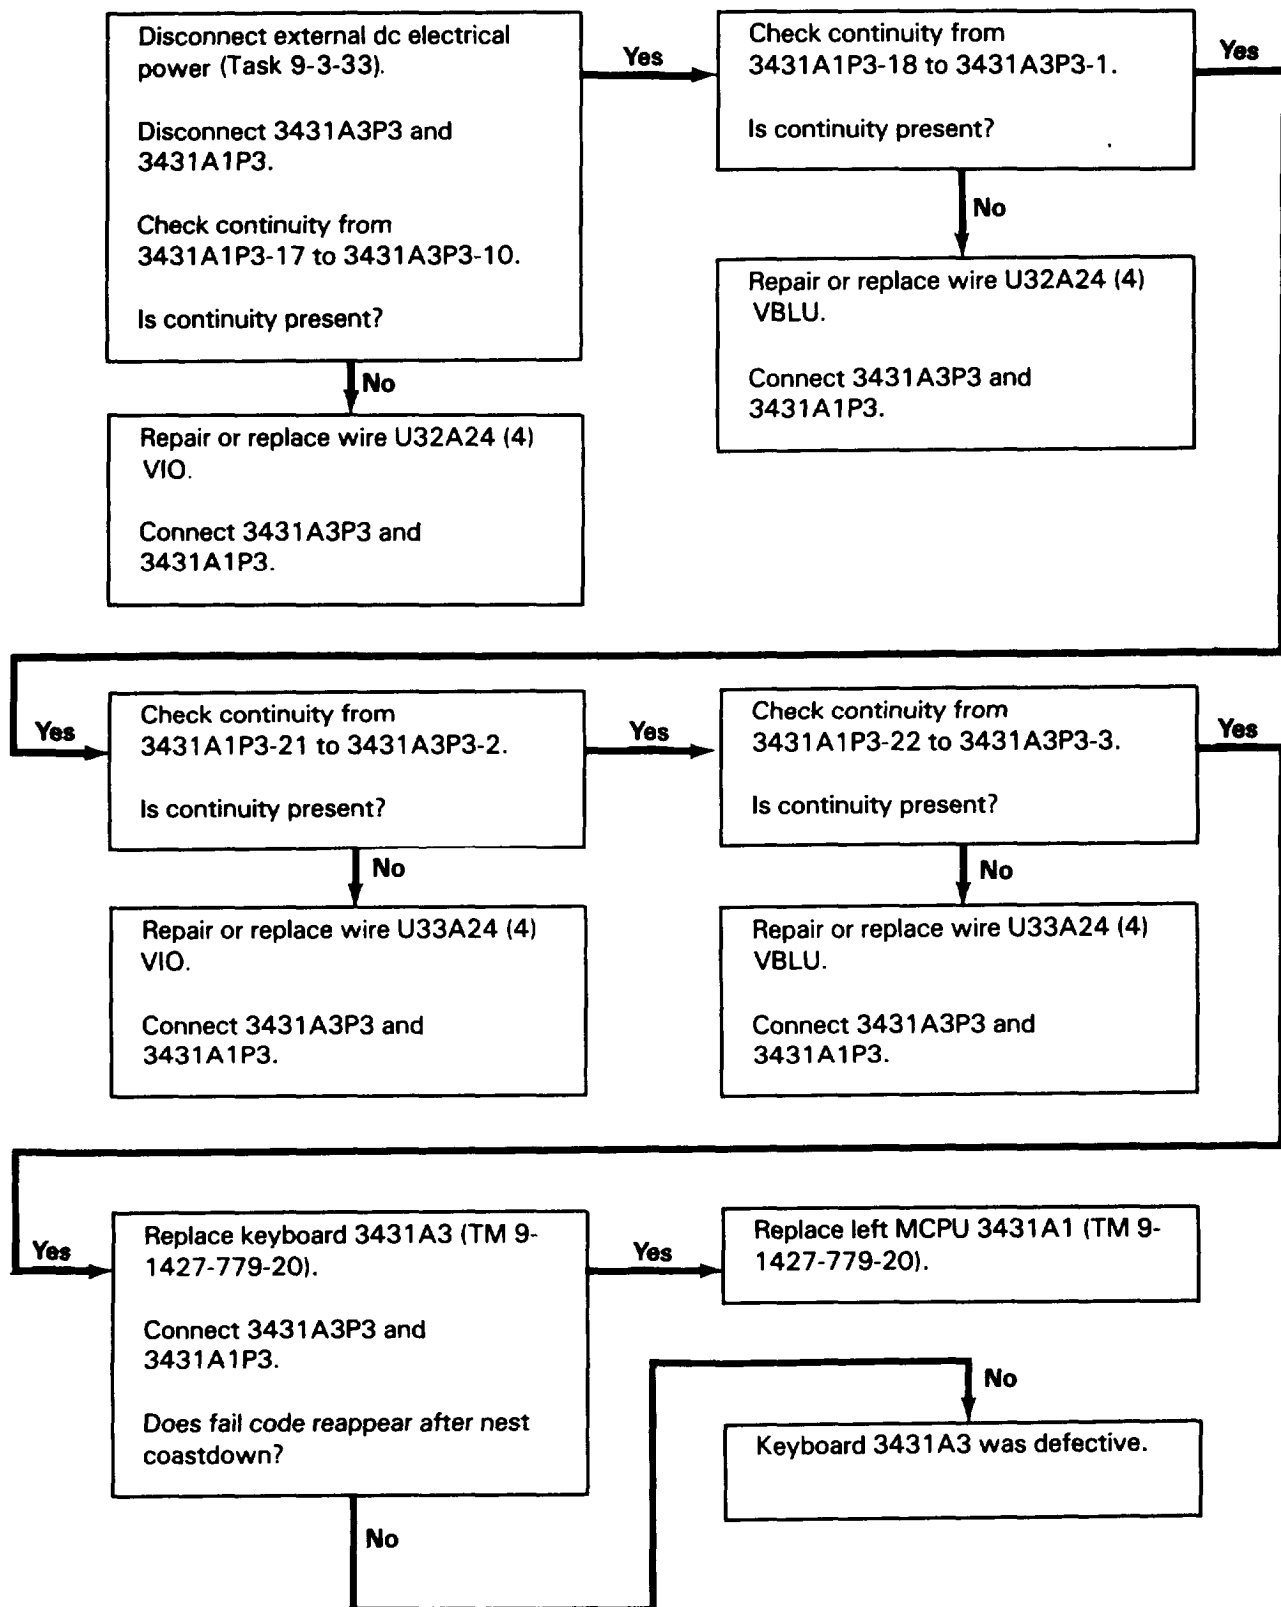 Disconnect external dc electrical
power (Task 9-3-33).
Disconnect 3431A3P3 and
3431A1P3.
Check continuity from
3431A1P3-17 to 3431A3P3-10.
Is continuity present?
Yes
Check continuity from
3431A1P3-18 to 3431A3P3-1.
Is continuity present?
Yes
No
Repair or replace wire U32A24 (4)
VIO.
Connect 3431A3P3 and
3431A1P3.
No
Repair or replace wire U32A24 (4)
VBLU.
Connect 3431A3P3 and
3431A1P3.
Yes
Check continuity from
3431A1P3-21 to 3431A3P3-2.
Is continuity present?
Yes
Check continuity from
3431A1P3-22 to 3431A3P3-3.
Is continuity present?
Yes
No
Repair or replace wire U33A24 (4)
VIO.
Connect 3431A3P3 and
3431A1P3.
No
Repair or replace wire U33A24 (4)
VBLU.
Connect 3431A3P3 and
3431A1P3.
Yes
Replace keyboard 3431A3 (TM 9-
1427-779-20).
Connect 3431A3P3 and
3431A1P3.
Does fail code reappear after nest
coastdown?
Yes
Replace left MCPU 3431A1 (TM 9-
1427-779-20).
No
No
Keyboard 3431A3 was defective.